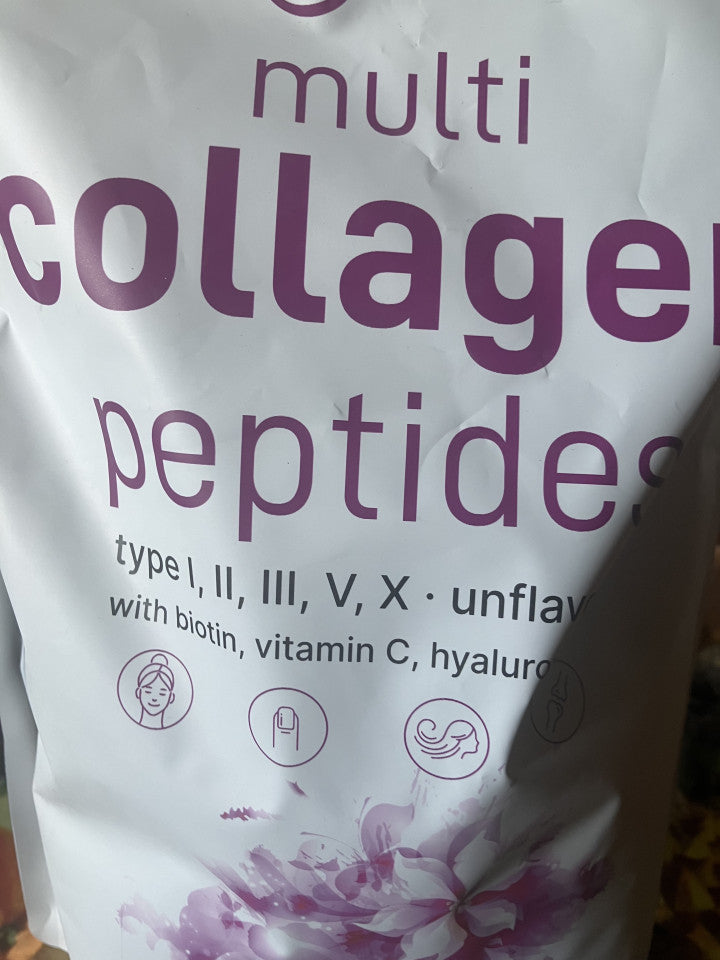 multi
collagen
peptides
type I, II, III, V, X · unflav
with biotin, vitamin C, hyaluro